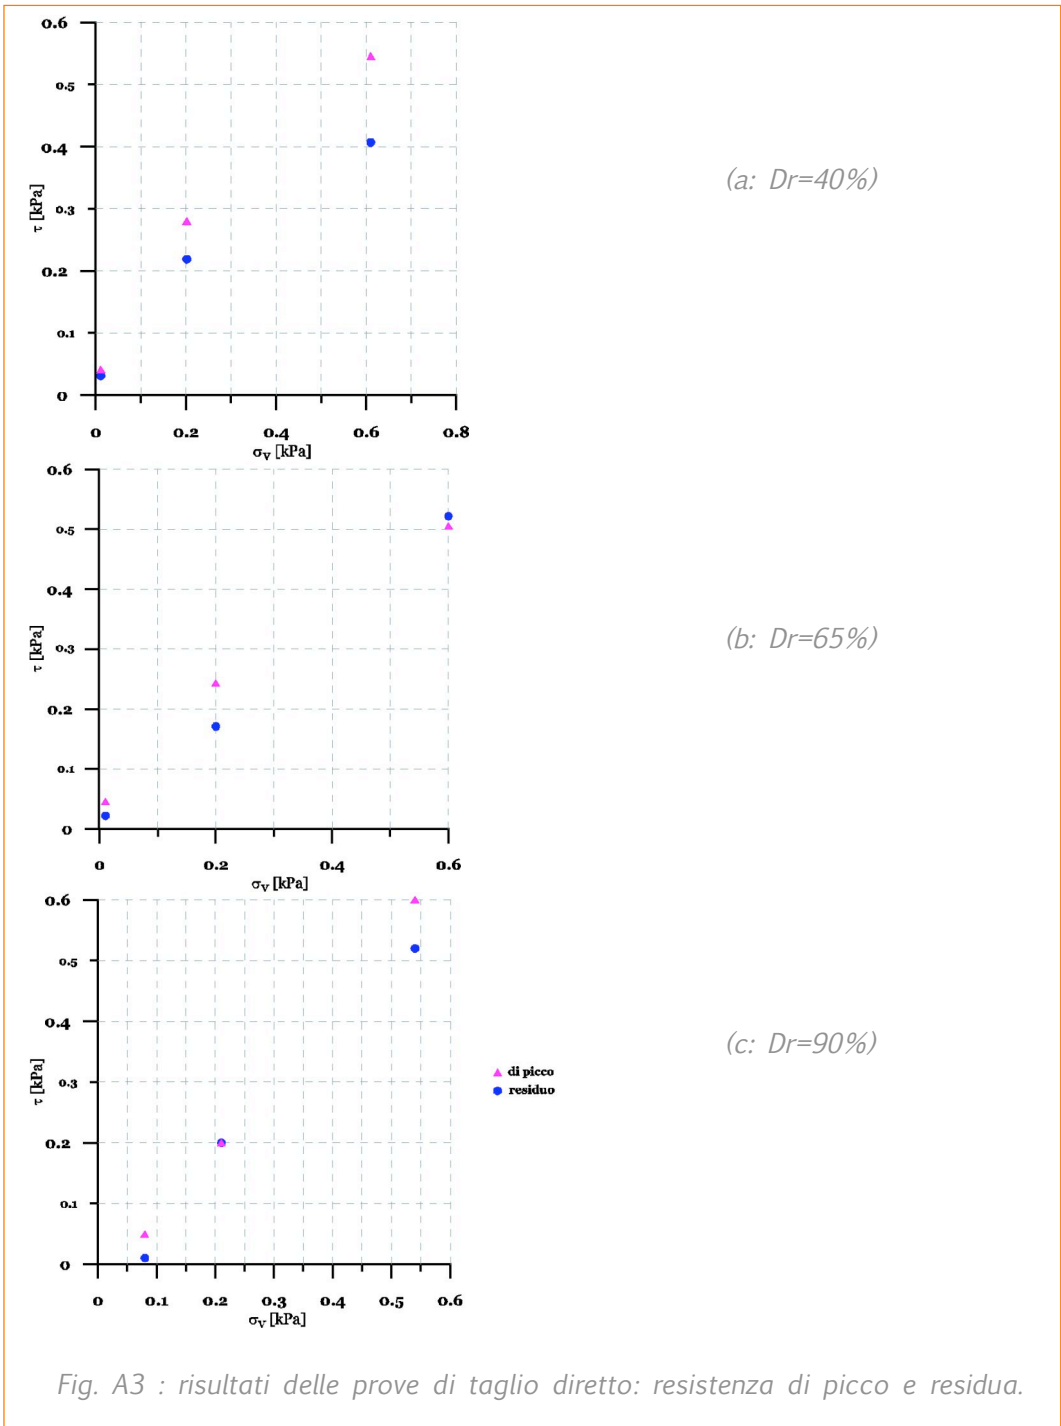 0.6
0.5
0.4
0.3
0.2
0.1
0
τ [kPa]
0 0.2 0.4 0.6 0.8
σv [kPa]
(a: Dr=40%)
0.6
0.5
0.4
0.3
0.2
0.1
0
τ [kPa]
0 0.2 0.4 0.6
σv [kPa]
(b: Dr=65%)
0.6
0.5
0.4
0.3
0.2
0.1
0
τ [kPa]
0 0.1 0.2 0.3 0.4 0.5 0.6
σv [kPa]
di picco
residuo
(c: Dr=90%)
Fig. A3 : risultati delle prove di taglio diretto: resistenza di picco e residua.